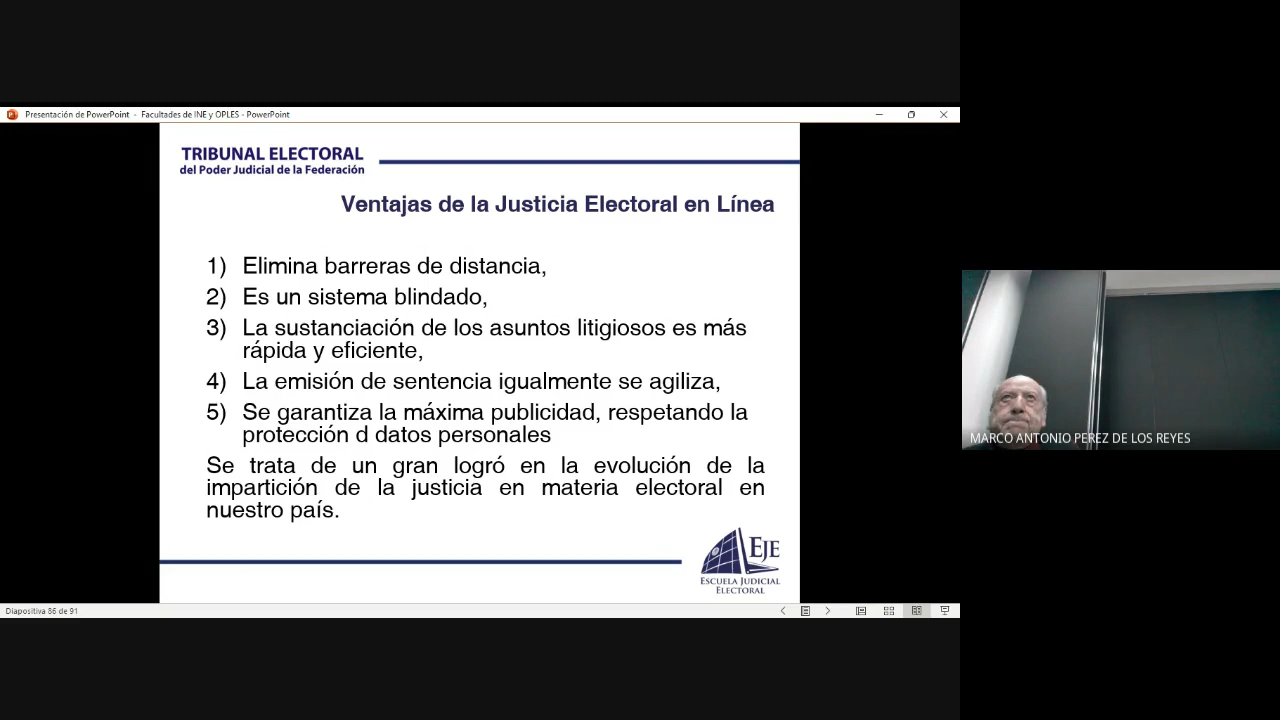 Presentación de PowerPoint - Facultades de INE y OPLES - PowerPoint
TRIBUNAL ELECTORAL
del Poder Judicial de la Federación
Ventajas de la Justicia Electoral en Línea
1) Elimina barreras de distancia,
2) Es un sistema blindado,
3) La sustanciación de los asuntos litigiosos es más
rápida y eficiente,
4) La emisión de sentencia igualmente se agiliza,
5) Se garantiza la máxima publicidad, respetando la
protección d datos personales
Se trata de un gran logró en la evolución de la
impartición de la justicia en materia electoral en
nuestro país.
EJE
ESCUELA JUDICIAL
ELECTORAL
Diapositiva 86 de 91
MARCO ANTONIO PEREZ DE LOS REYES